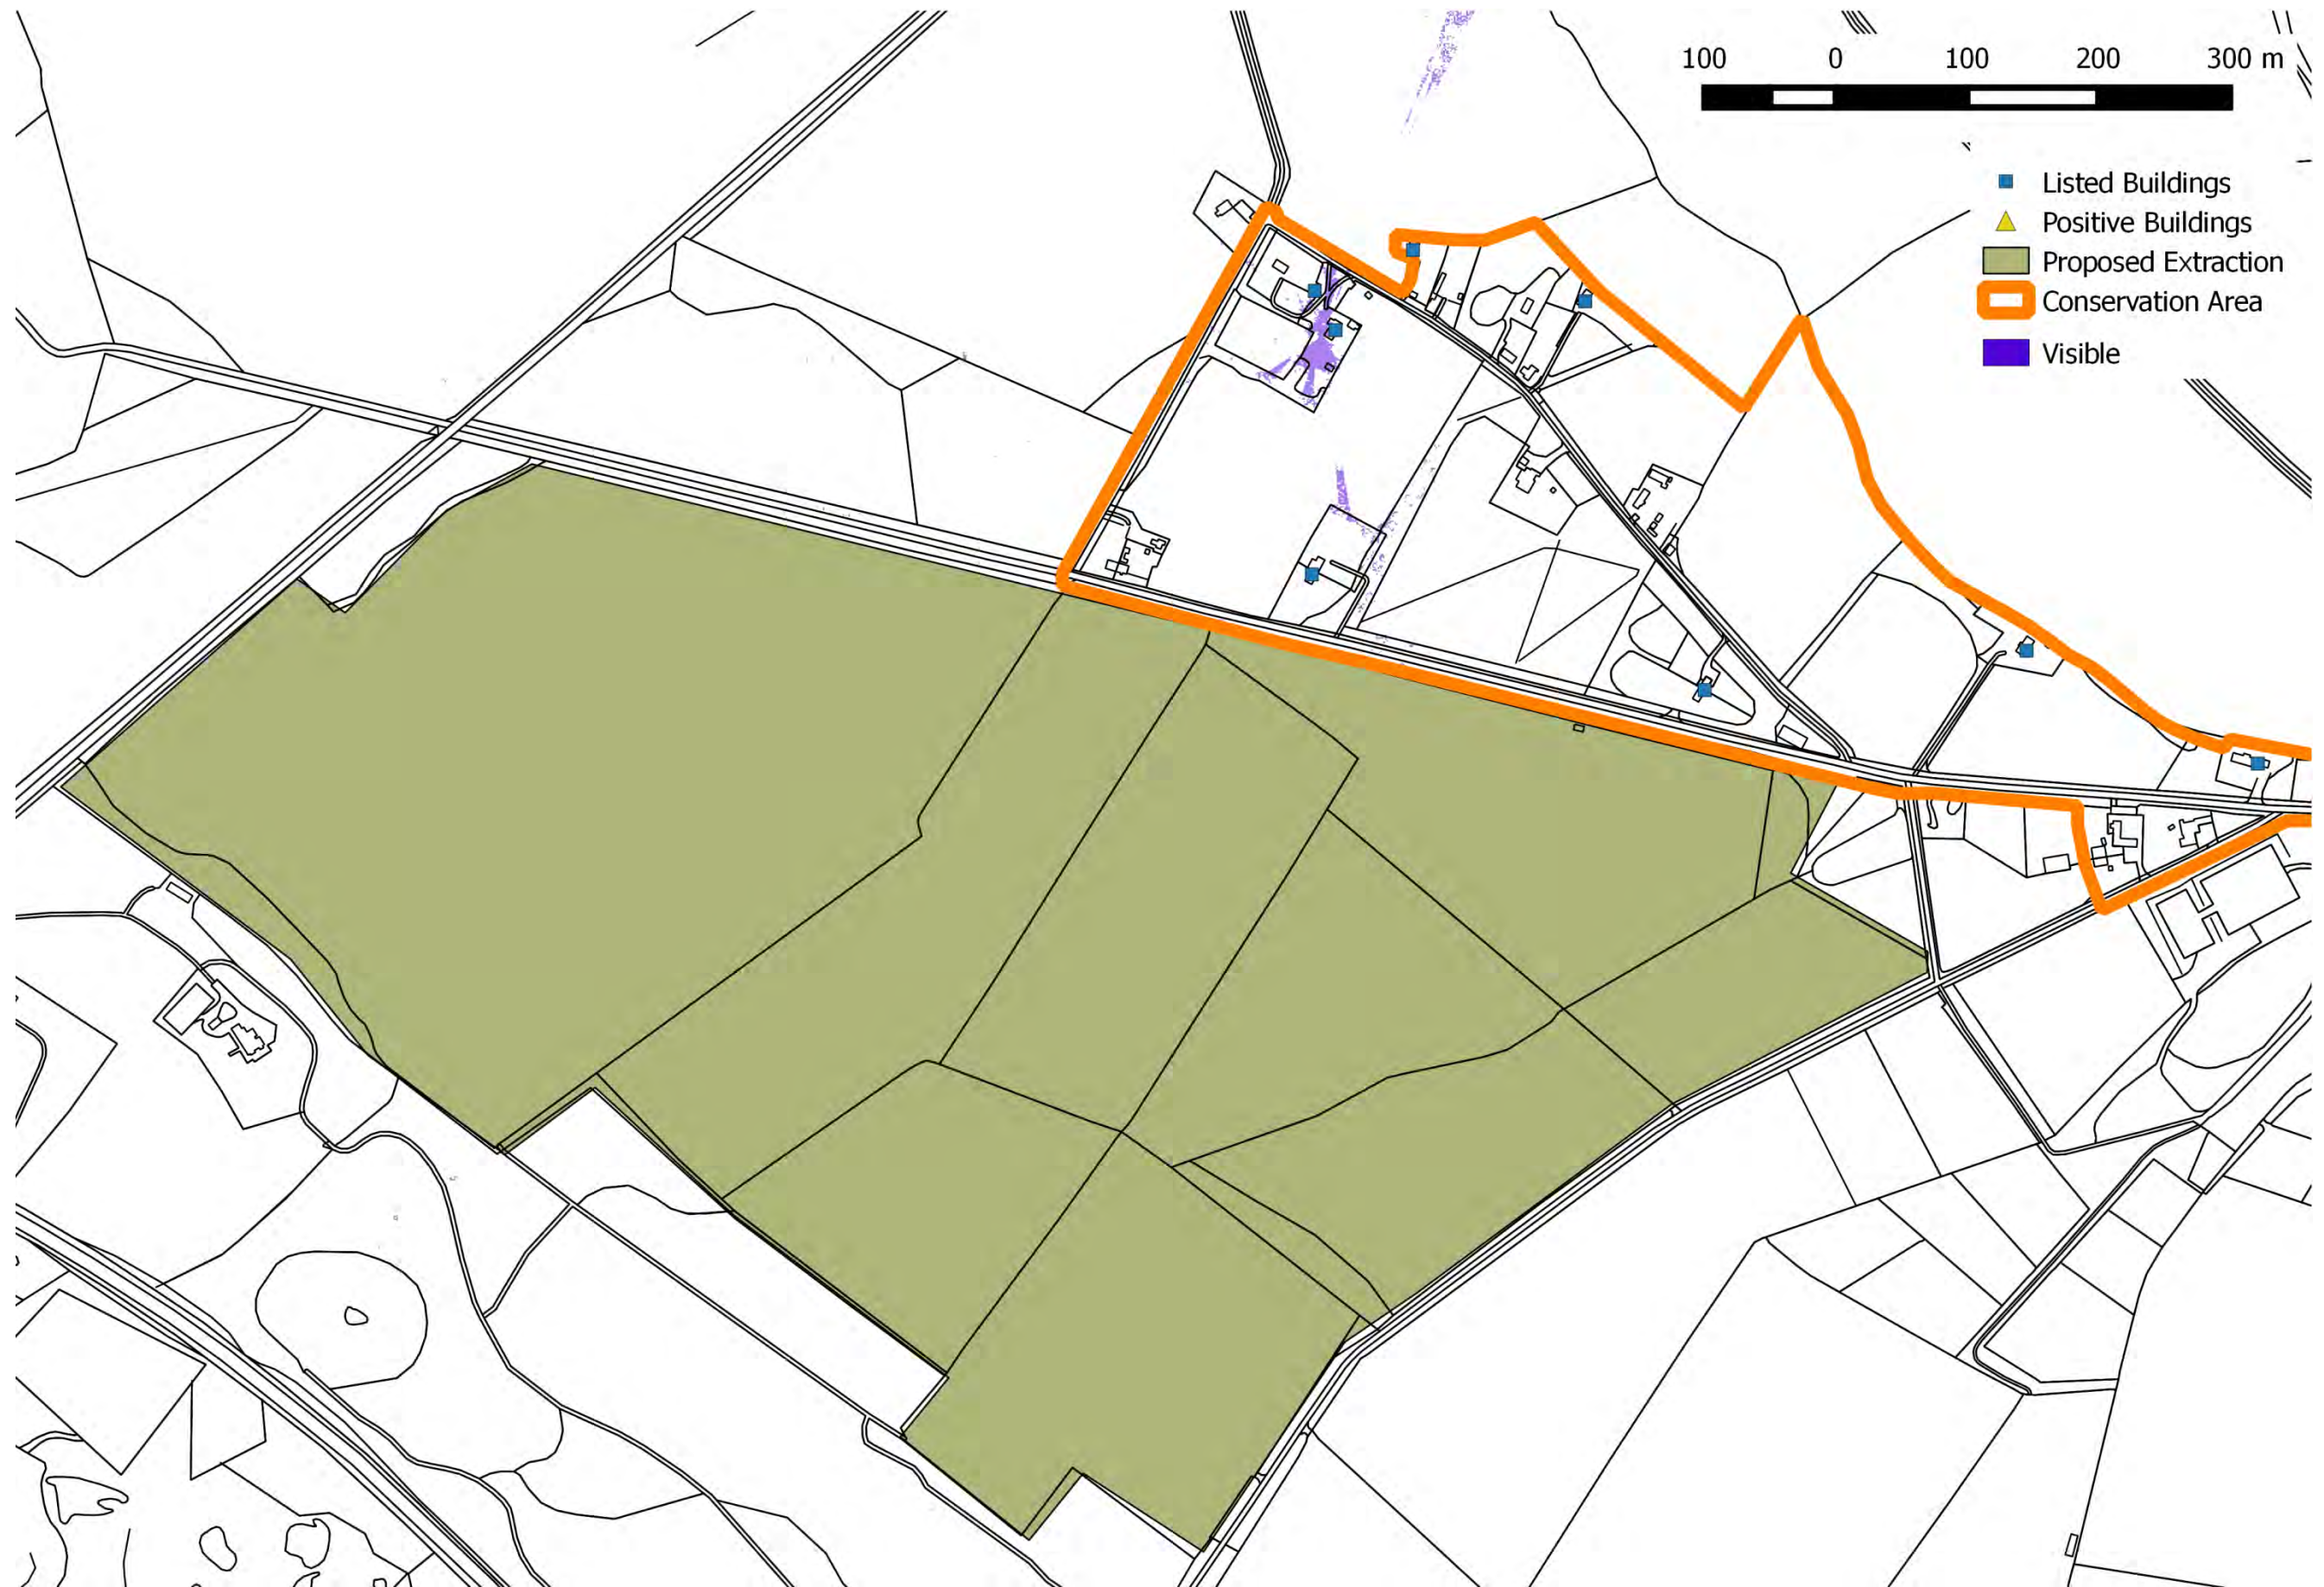 100 0 100 200 300 m
Listed Buildings
Positive Buildings
Proposed Extraction
Conservation Area
Visible